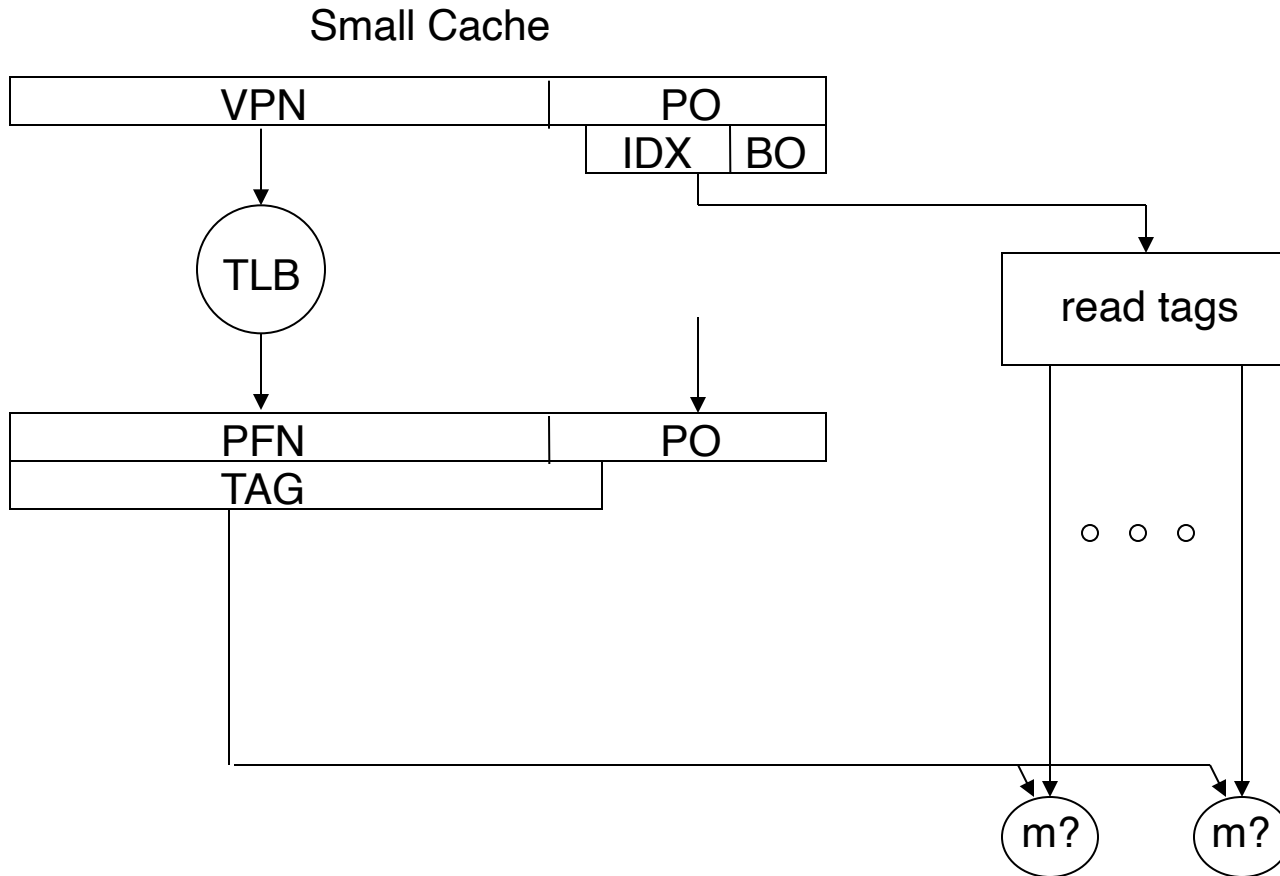 Small Cache
VPN PO
IDX BO
TLB
read tags
PFN PO
TAG
m? m?